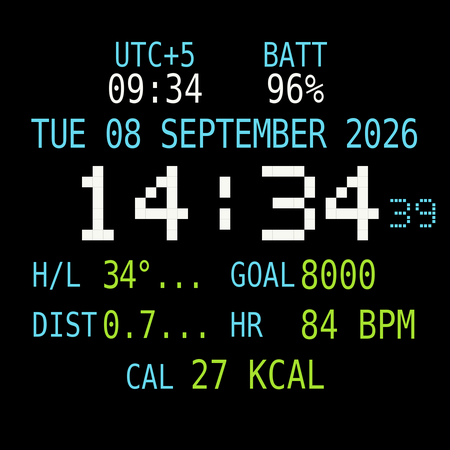 UTC+5 BATT
09:34 96%
TUE 08 SEPTEMBER 2026
14:34 39
H/L 34°... GOAL 8000
DIST 0.7... HR 84 BPM
CAL 27 KCAL